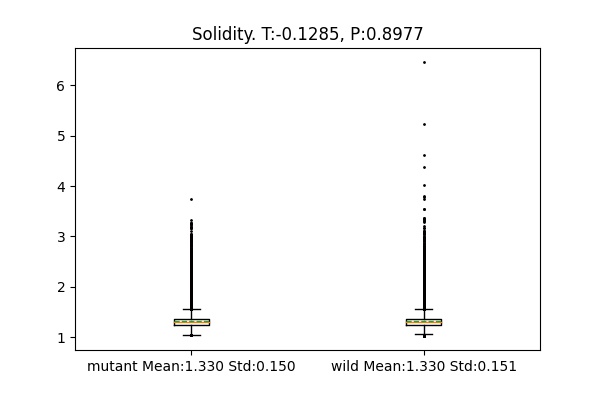 Solidity. T:-0.1285, P:0.8977
6
5
4
3
2
1
mutant Mean:1.330 Std:0.150
wild Mean:1.330 Std:0.151